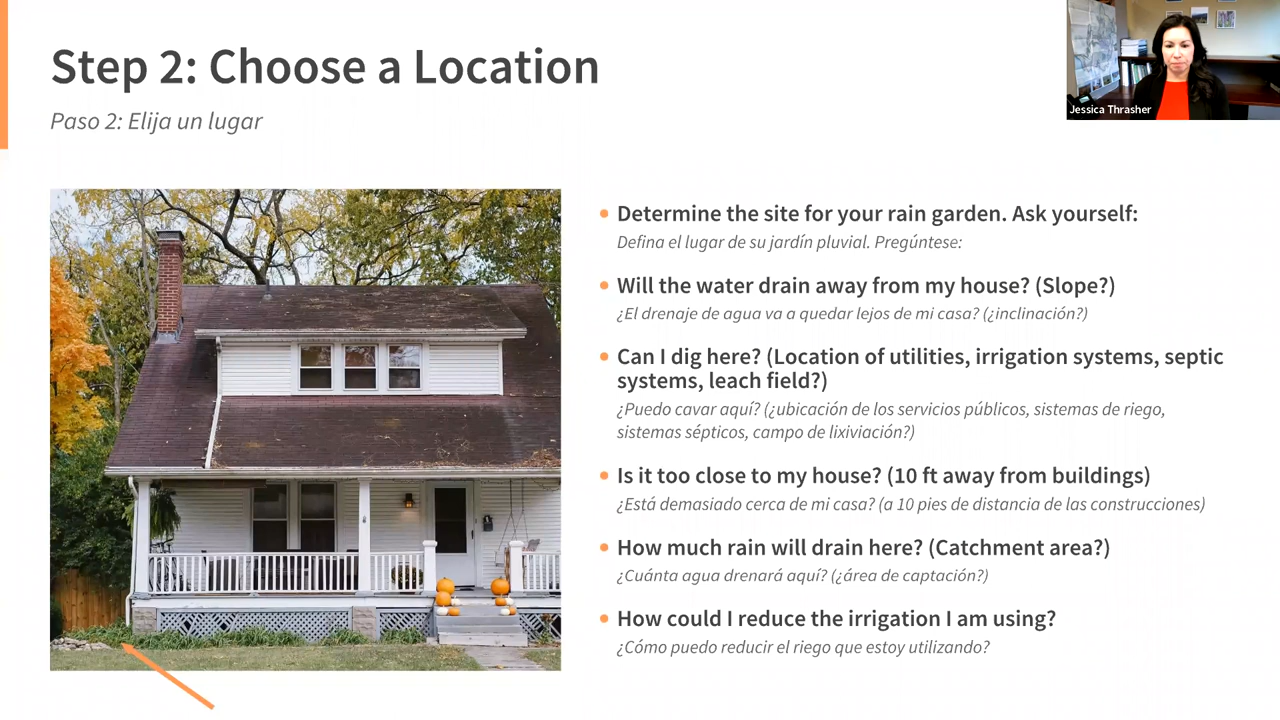 Step 2: Choose a Location
Paso 2: Elija un lugar
Jessica Thrasher
Determine the site for your rain garden. Ask yourself:
Defina el lugar de su jardín pluvial. Pregúntese:
Will the water drain away from my house? (Slope?)
¿El drenaje de agua va a quedar lejos de mi casa? (¿inclinación?)
Can I dig here? (Location of utilities, irrigation systems, septic
systems, leach field?)
¿Puedo cavar aquí? (¿ubicación de los servicios públicos, sistemas de riego,
sistemas sépticos, campo de lixiviación?)
Is it too close to my house? (10 ft away from buildings)
¿Está demasiado cerca de mi casa? (a 10 pies de distancia de las construcciones)
How much rain will drain here? (Catchment area?)
¿Cuánta agua drenará aquí? (¿área de captación?)
How could I reduce the irrigation I am using?
¿Cómo puedo reducir el riego que estoy utilizando?